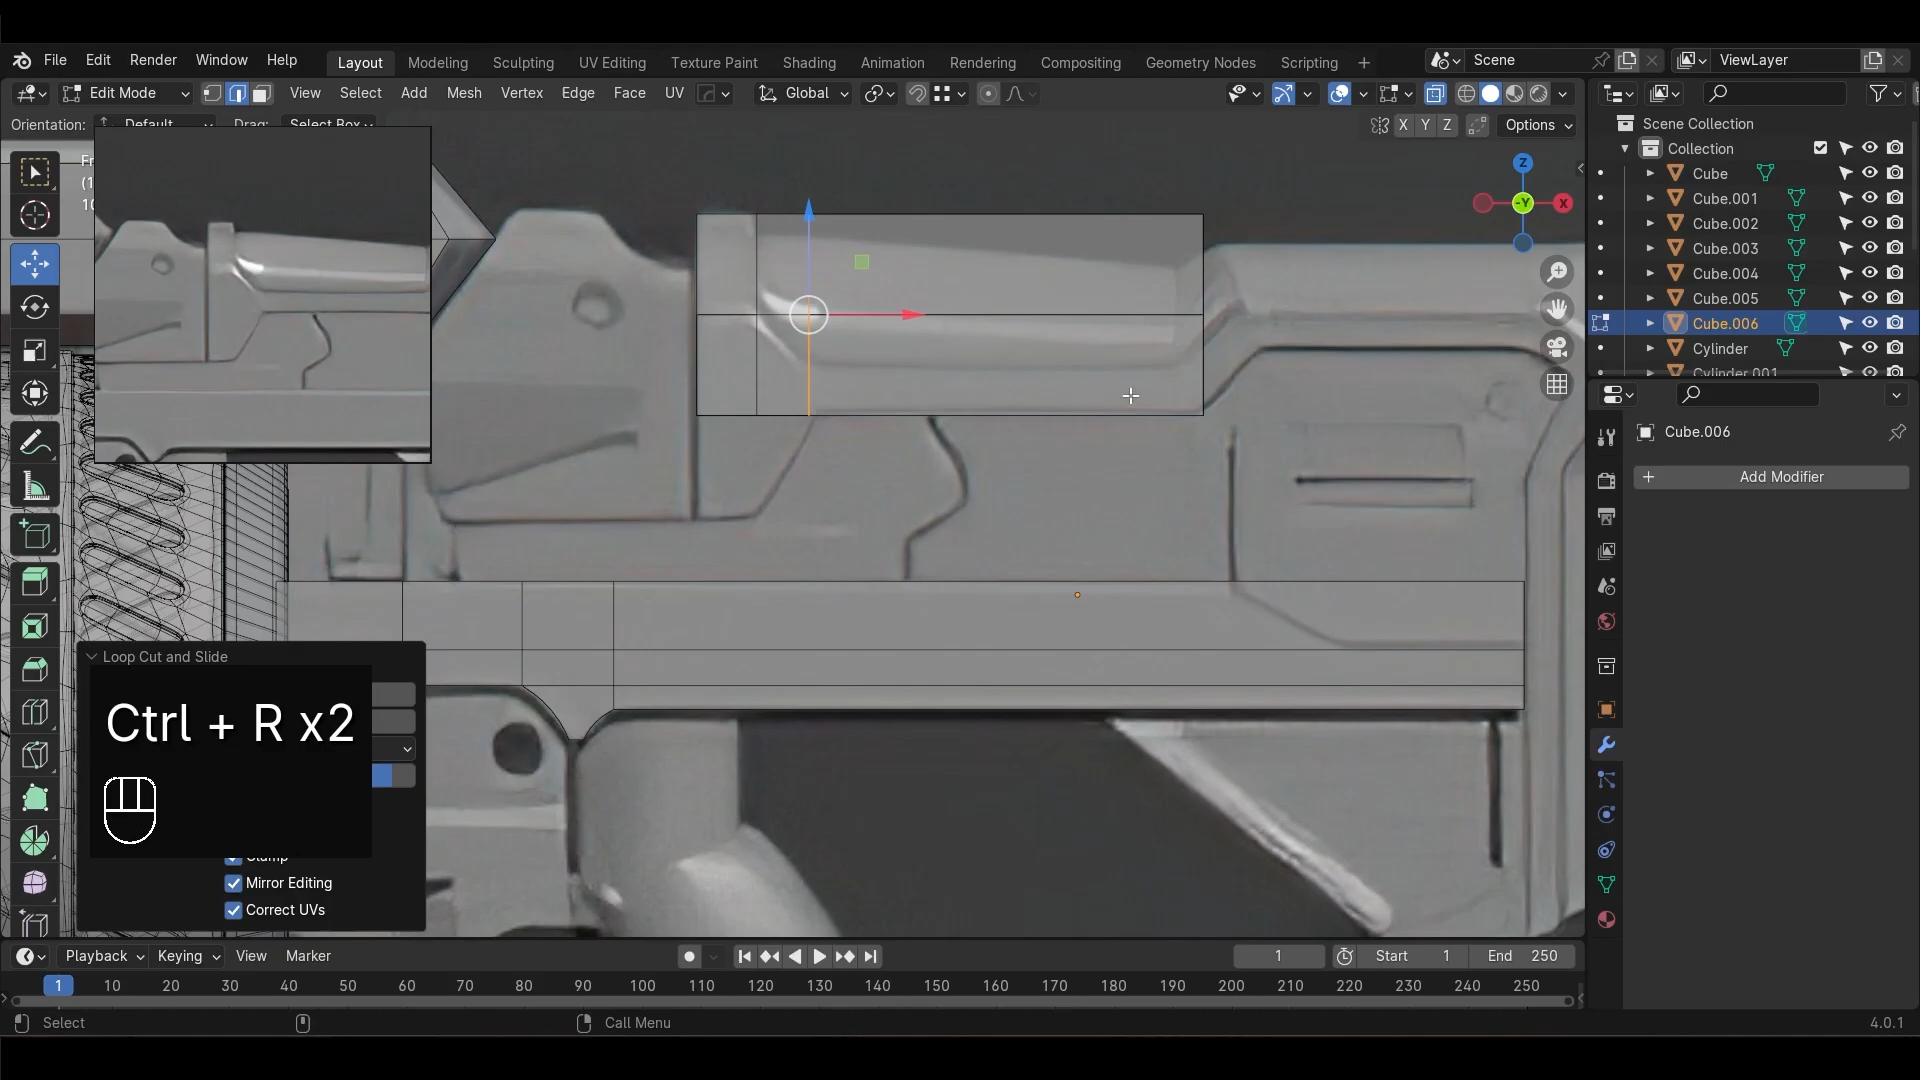 File Edit Render Window Help Layout Modeling Sculpting UV Editing Texture Paint Shading Animation Rendering Compositing Geometry Nodes Scripting + Scene ViewLayer
Edit Mode View Select Add Mesh Vertex Edge Face UV Global
Orientation: Default Drag: Select Box X Y Z Options
Scene Collection
Collection
Cube
Cube.001
Cube.002
Cube.003
Cube.004
Cube.005
Cube.006
Cylinder
Cylinder.001
Z
-Y
X
Cube.006
+ Add Modifier
Loop Cut and Slide
Ctrl + R x2
Clamp
Mirror Editing
Correct UVs
Playback Keying View Marker 1 Start 1 End 250
1 10 20 30 40 50 60 70 80 90 100 110 120 130 140 150 160 170 180 190 200 210 220 230 240 250
Select Call Menu 4.0.1